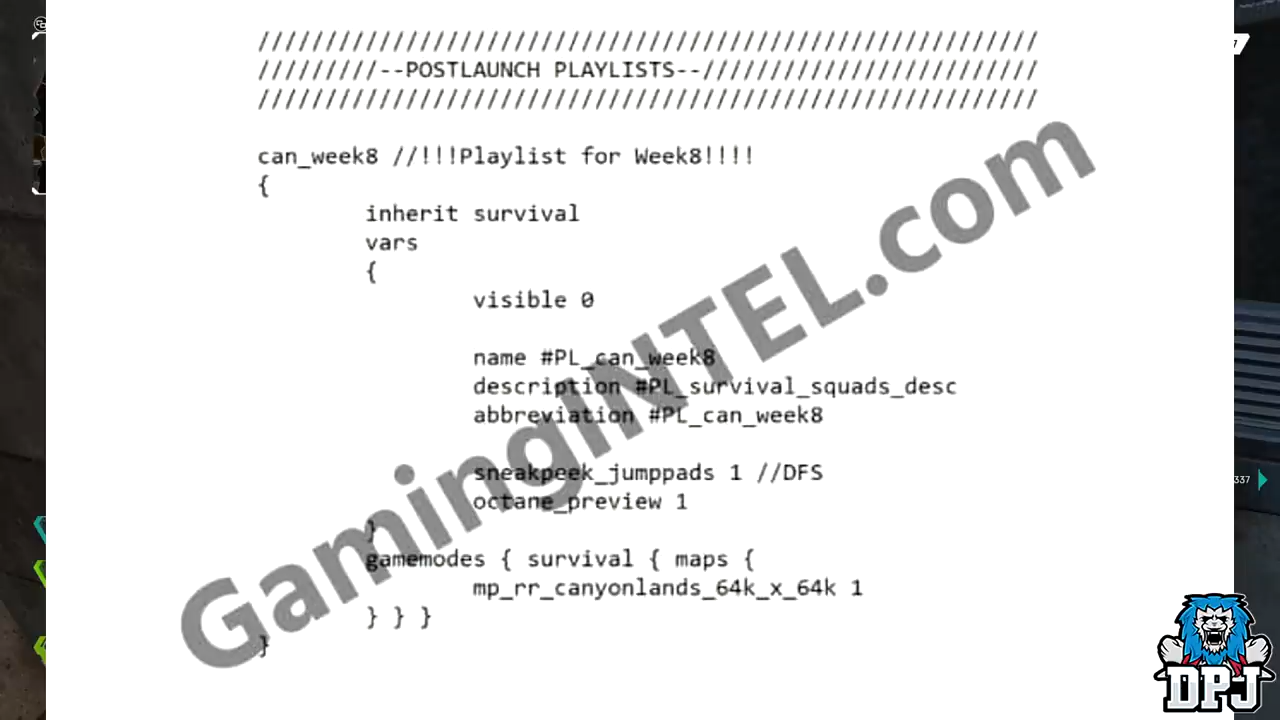 //////////////////////////////////////////////////////////
/////////--POSTLAUNCH PLAYLISTS--/////////////////////////
//////////////////////////////////////////////////////////
can_week8 //!!!Playlist for Week8!!!!
{
inherit survival
vars
{
visible 0
name #PL_can_week8
description #PL_survival_squads_desc
abbreviation #PL_can_week8
sneakpeek_jumppads 1 //DFS
octane_preview 1
}
gamemodes { survival { maps {
mp_rr_canyonlands_64k_x_64k 1
} } }
}
GamingINTEL.com
337
DPJ